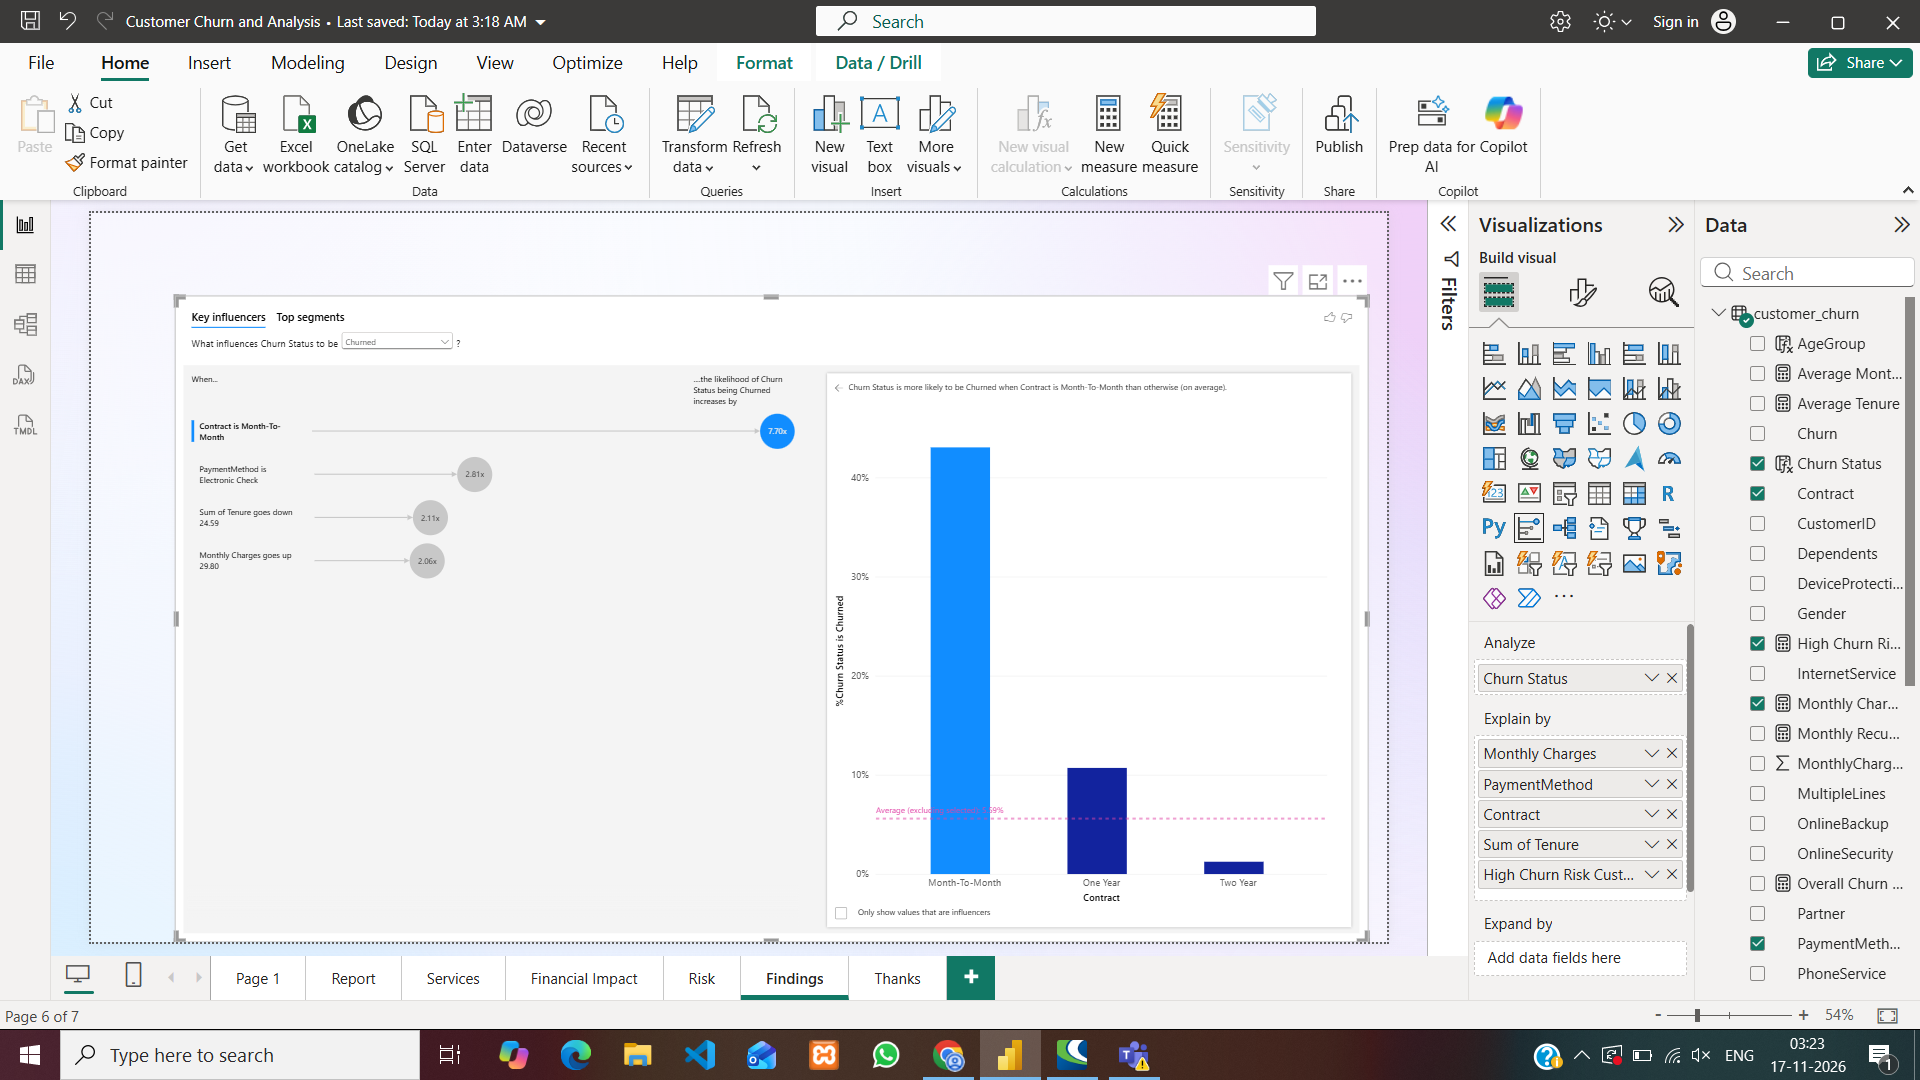 Customer Churn and Analysis • Last saved: Today at 3:18 AM
Search
Sign in
File
Home
Insert
Modeling
Design
View
Optimize
Help
Format
Data / Drill
Share
Paste
Cut
Copy
Format painter
Clipboard
Get data
Excel workbook
OneLake catalog
SQL Server
Enter data
Dataverse
Recent sources
Data
Transform data
Refresh
Queries
New visual
Text box
More visuals
Insert
New visual calculation
New measure
Quick measure
Calculations
Sensitivity
Sensitivity
Publish
Share
Prep data for AI
Copilot
Copilot
Key influencers
Top segments
What influences Churn Status to be Churned ?
When...
...the likelihood of Churn
Status being Churned
increases by
Contract is Month-To-
Month
7.70x
PaymentMethod is
Electronic Check
2.81x
Sum of Tenure goes down
24.59
2.11x
Monthly Charges goes up
29.80
2.06x
Churn Status is more likely to be Churned when Contract is Month-To-Month than otherwise (on average).
%Churn Status is Churned
40%
30%
20%
10%
0%
Average
Month-To-Month
One Year
Two Year
Contract
Only show values that are influencers
Filters
Visualizations
Build visual
123
R
Py
Analyze
Churn Status
Explain by
Monthly Charges
PaymentMethod
Contract
Sum of Tenure
High Churn Risk Cust...
Expand by
Add data fields here
Data
Search
customer_churn
AgeGroup
Average Mont...
Average Tenure
Churn
Churn Status
Contract
CustomerID
Dependents
DeviceProtecti...
Gender
High Churn Ri...
InternetService
Monthly Char...
Monthly Recu...
MonthlyCharg...
MultipleLines
OnlineBackup
OnlineSecurity
Overall Churn ...
Partner
PaymentMeth...
PhoneService
DAX
TMDL
Page 1
Report
Services
Financial Impact
Risk
Findings
Thanks
Page 6 of 7
54%
Type here to search
ENG
03:23
17-11-2026
1